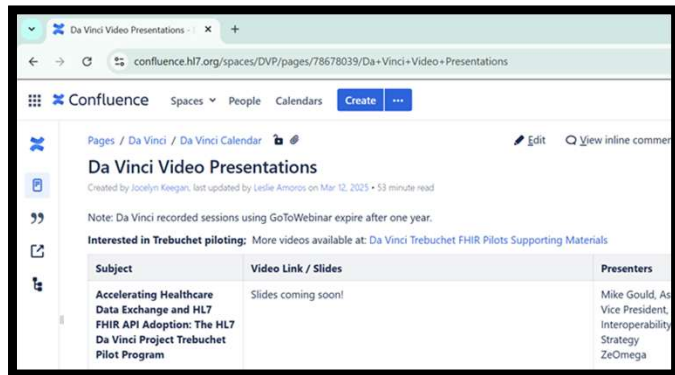 Da Vinci Video Presentations -
confluence.hl7.org/spaces/DVP/pages/78678039/Da+Vinci+Video+Presentations
Confluence Spaces People Calendars Create ...
Pages / Da Vinci / Da Vinci Calendar Edit View inline commen
Da Vinci Video Presentations
Created by Jocelyn Keegan, last updated by Leslie Amoros on Mar 12, 2025 • 53 minute read
Note: Da Vinci recorded sessions using GoToWebinar expire after one year.
Interested in Trebuchet piloting; More videos available at: Da Vinci Trebuchet FHIR Pilots Supporting Materials
Subject Video Link / Slides Presenters
Accelerating Healthcare Slides coming soon! Mike Gould, As
Data Exchange and HL7 Vice President,
FHIR API Adoption: The HL7 Interoperability
Da Vinci Project Trebuchet Strategy
Pilot Program ZeOmega